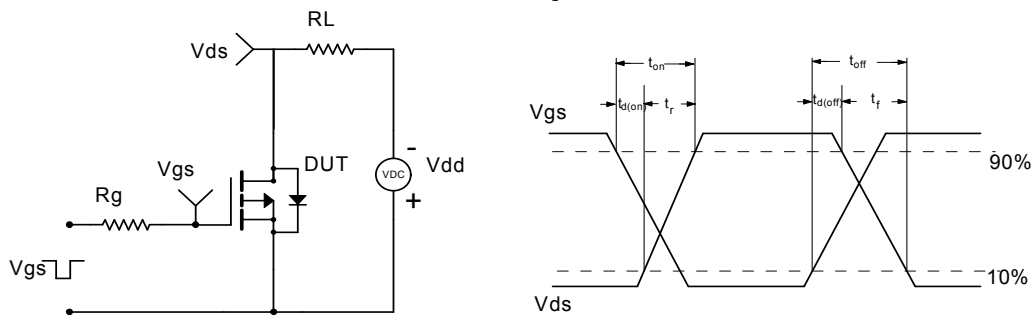 RL
Vds
Vgs
DUT
-
VDC
Vdd
+
Rg
Vgs
t_on
t_off
t_d(on)
t_r
t_d(off)
t_f
Vgs
90%
10%
Vds